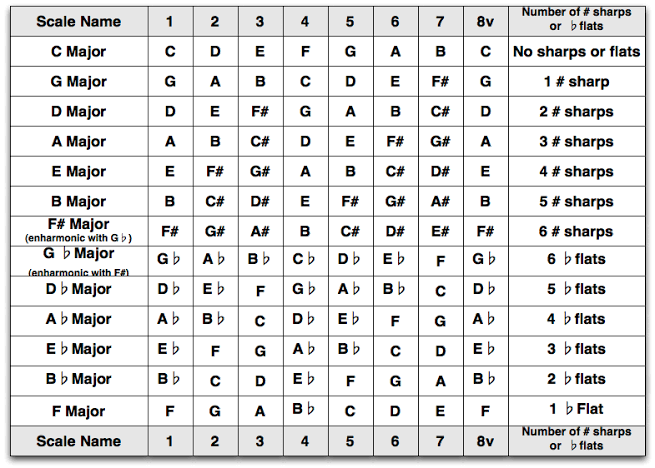 Scale Name 1 2 3 4 5 6 7 8v Number of # sharps
or ♭flats
C Major C D E F G A B C No sharps or flats
G Major G A B C D E F# G 1 # sharp
D Major D E F# G A B C# D 2 # sharps
A Major A B C# D E F# G# A 3 # sharps
E Major E F# G# A B C# D# E 4 # sharps
B Major B C# D# E F# G# A# B 5 # sharps
F# Major
(enharmonic with G♭) F# G# A# B C# D# E# F# 6 # sharps
G ♭Major
(enharmonic with F#) G♭ A♭ B♭ C♭ D♭ E♭ F G♭ 6 ♭flats
D♭Major D♭ E♭ F G♭ A♭ B♭ C D♭ 5 ♭flats
A♭Major A♭ B♭ C D♭ E♭ F G A♭ 4 ♭flats
E♭Major E♭ F G A♭ B♭ C D E♭ 3 ♭flats
B♭Major B♭ C D E♭ F G A B♭ 2 ♭flats
F Major F G A B♭ C D E F 1 ♭Flat
Scale Name 1 2 3 4 5 6 7 8v Number of # sharps
or ♭flats